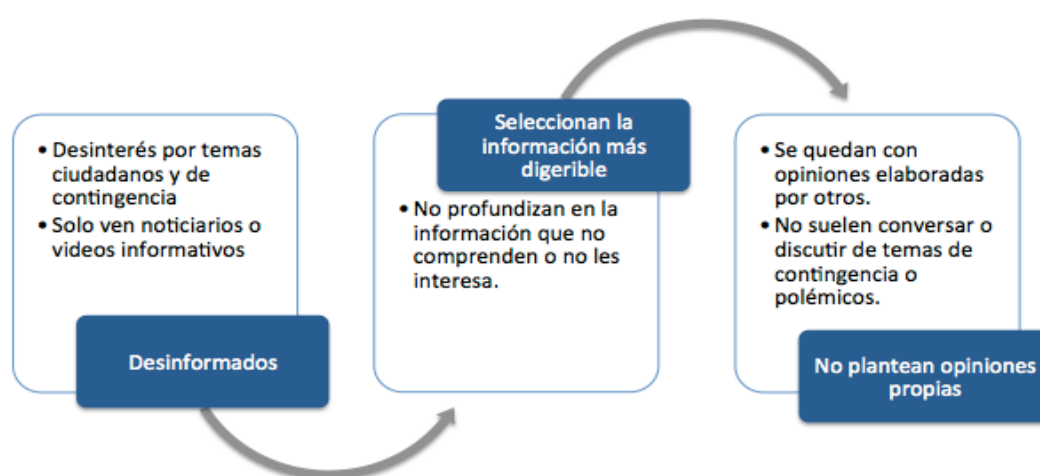 • Desinterés por temas
ciudadanos y de
contingencia
• Solo ven noticiarios o
videos informativos
Desinformados
Seleccionan la
información más
digerible
• No profundizan en la
información que no
comprenden o no les
interesa.
• Se quedan con
opiniones elaboradas
por otros.
• No suelen conversar o
discutir de temas de
contingencia o
polémicos.
No plantean opiniones
propias